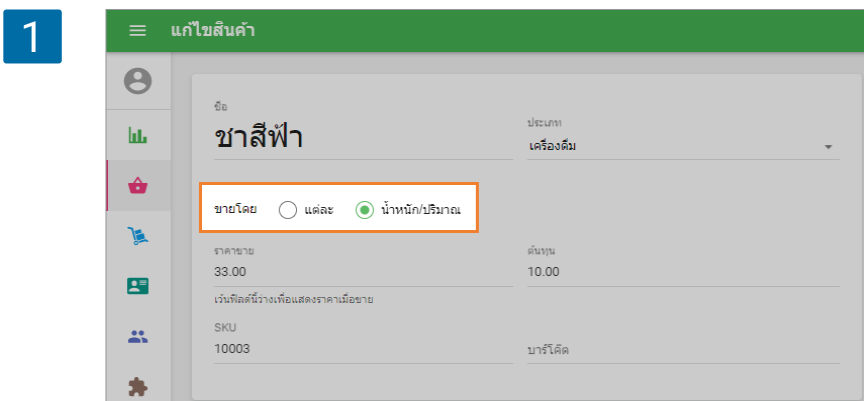 1
แก้ไขสินค้า
ชื่อ
ชาสีฟ้า
ประเภท
เครื่องดื่ม
ขายโดย แต่ละ น้ำหนัก/ปริมาณ
ราคาขาย
33.00
ต้นทุน
10.00
เว้นฟิลด์นี้ว่างเพื่อแสดงราคาเมื่อขาย
SKU
10003
บาร์โค้ด